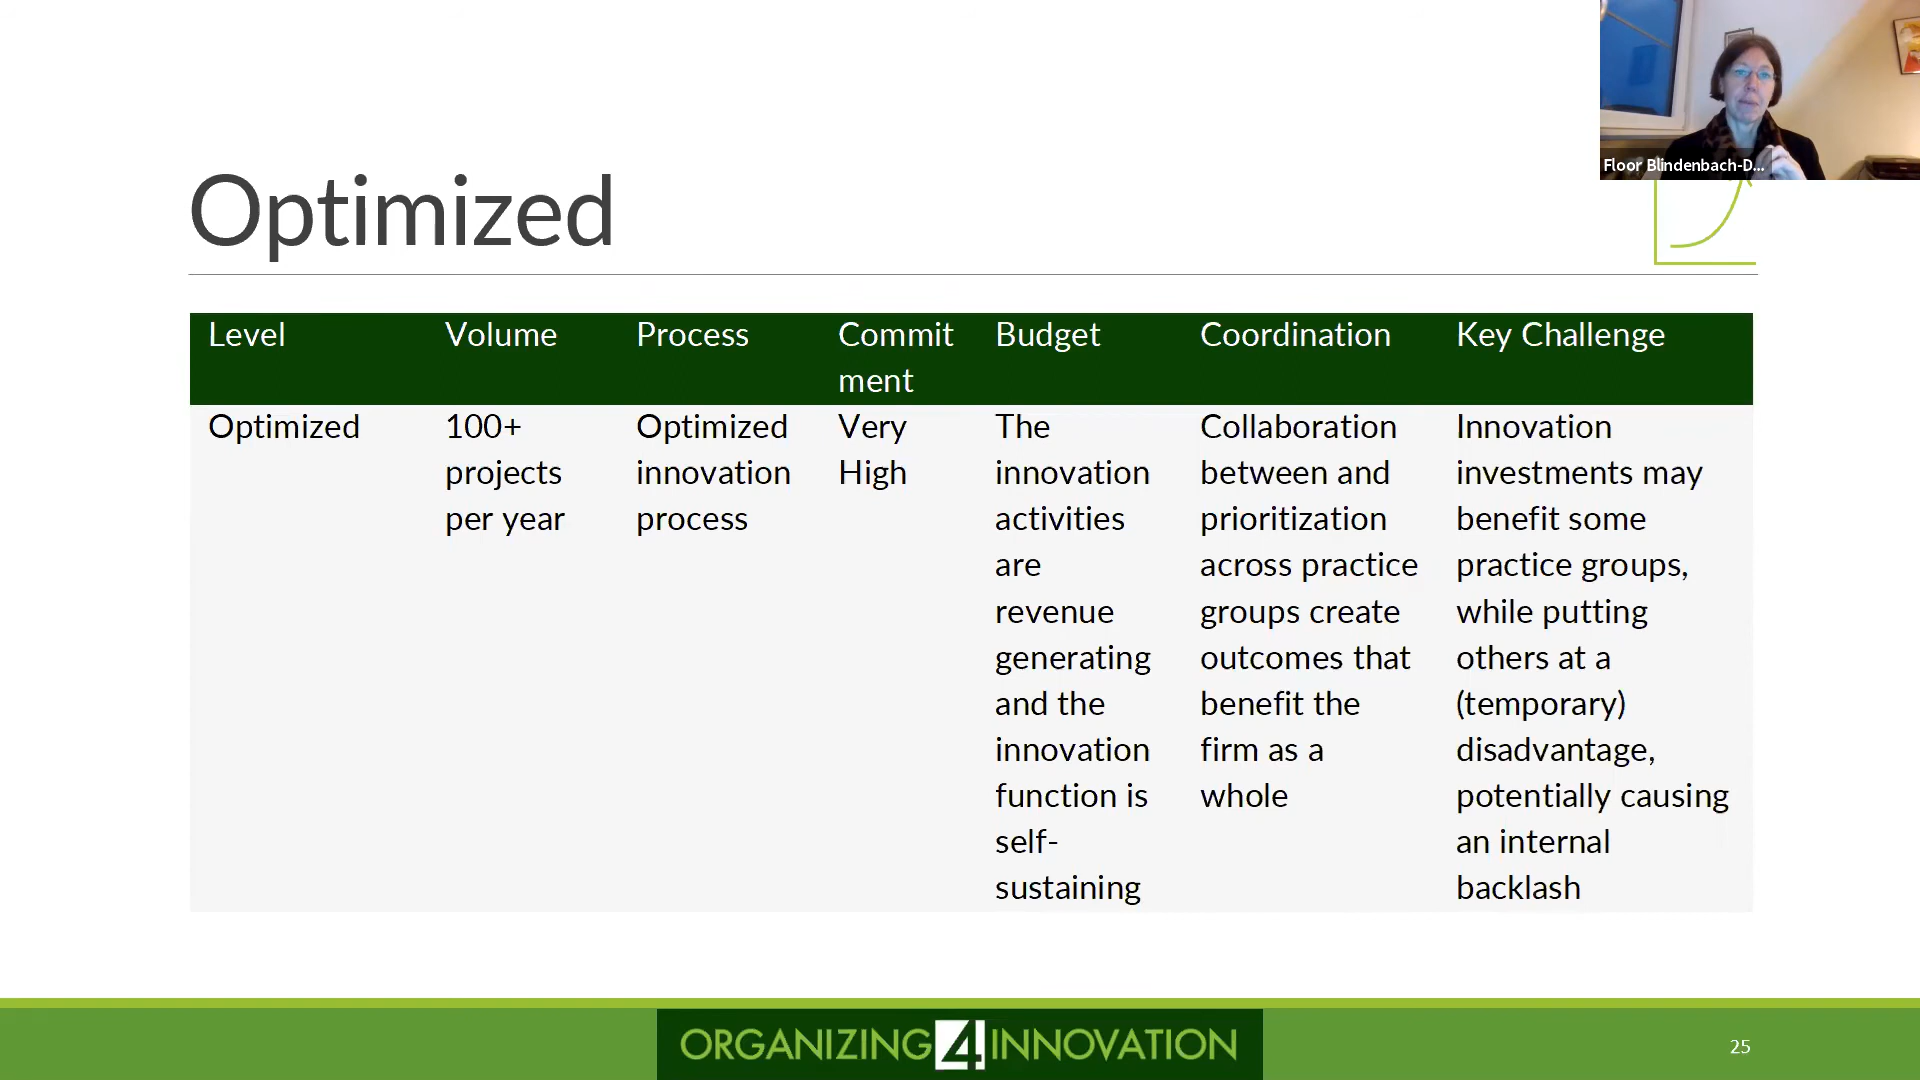 Floor Blindenbach-D...
Optimized
Level
Volume
Process
Commit
ment
Budget
Coordination
Key Challenge
Optimized
100+
projects
per year
Optimized
innovation
process
Very
High
The
innovation
activities
are
revenue
generating
and the
innovation
function is
self-
sustaining
Collaboration
between and
prioritization
across practice
groups create
outcomes that
benefit the
firm as a
whole
Innovation
investments may
benefit some
practice groups,
while putting
others at a
(temporary)
disadvantage,
potentially causing
an internal
backlash
ORGANIZING4INNOVATION
25